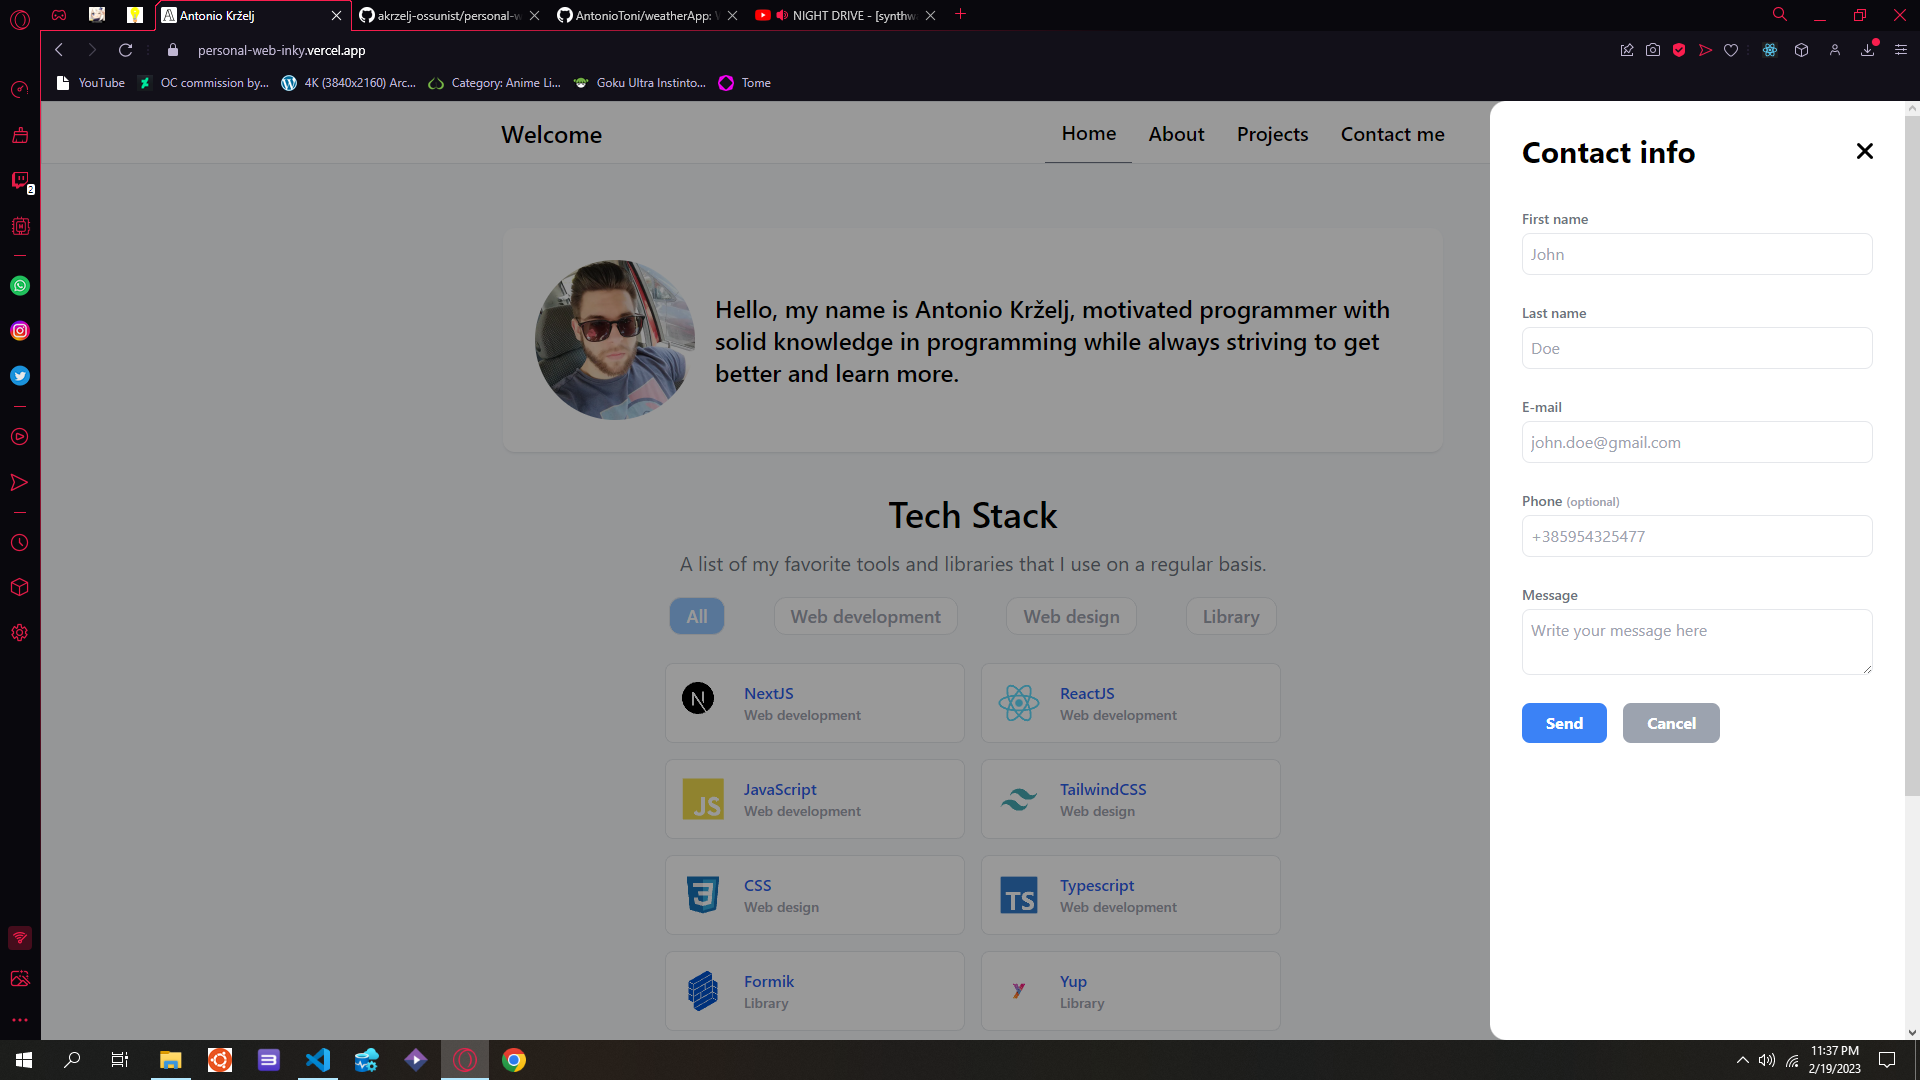 Antonio Krželj
akrzelj-ossunist/personal-w
AntonioToni/weatherApp:
NIGHT DRIVE - [synthw
personal-web-inky.vercel.app
YouTube
OC commission by...
4K (3840x2160) Arc...
Category: Anime Li...
Goku Ultra Instinto...
Tome
2
Welcome
Home
About
Projects
Contact me
Hello, my name is Antonio Krželj, motivated programmer with
solid knowledge in programming while always striving to get
better and learn more.
Tech Stack
A list of my favorite tools and libraries that I use on a regular basis.
All
Web development
Web design
Library
N
NextJS
Web development
ReactJS
Web development
JS
JavaScript
Web development
TailwindCSS
Web design
3
CSS
Web design
TS
Typescript
Web development
Formik
Library
Y
Yup
Library
Contact info
First name
John
Last name
Doe
E-mail
john.doe@gmail.com
Phone (optional)
+385954325477
Message
Write your message here
Send
Cancel
11:37 PM
2/19/2023